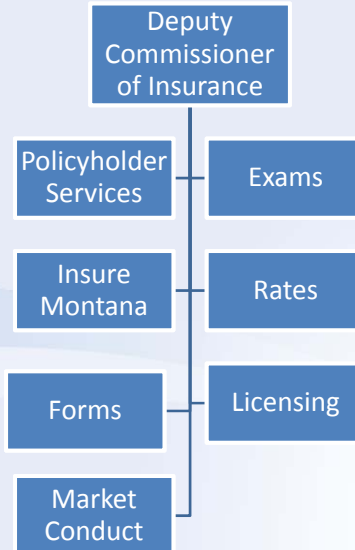 Deputy
Commissioner
of Insurance
Policyholder
Services
Exams
Insure
Montana
Rates
Forms
Licensing
Market
Conduct